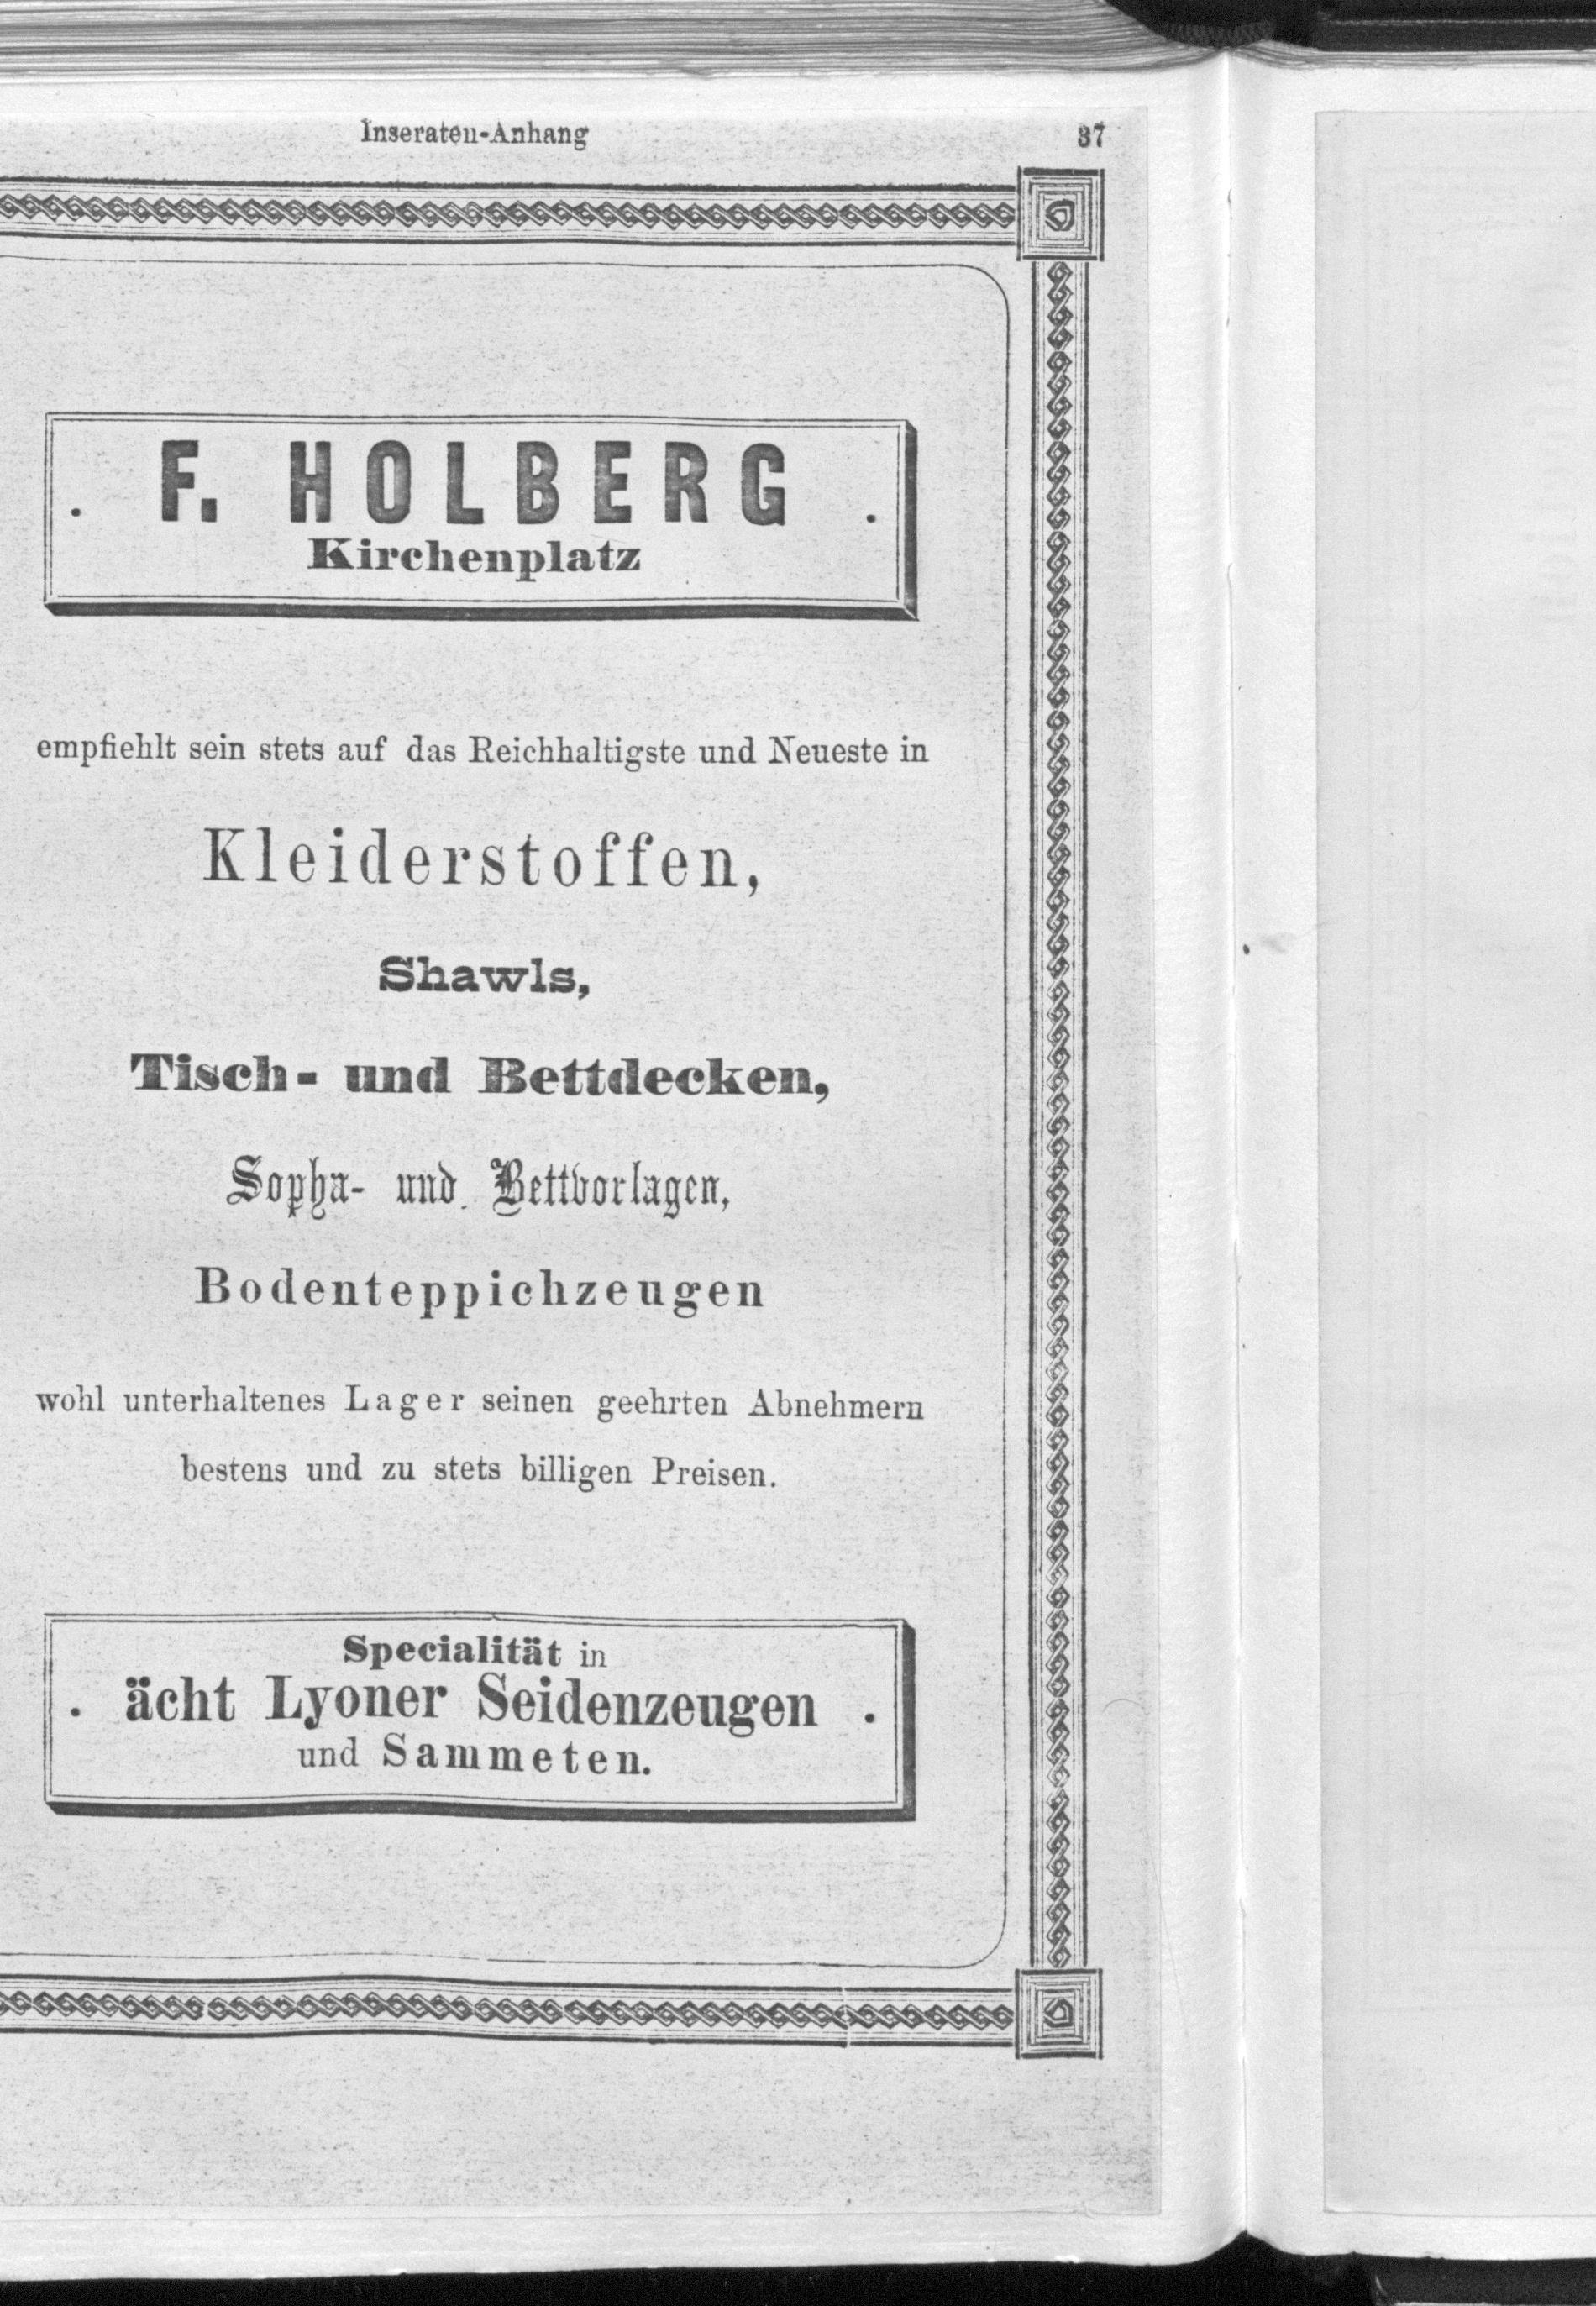 Inseraten-Anhang 37
F. HOLBERG
Kirchenplatz
empfiehlt sein stets auf das Reichhaltigste und Neueste in
Kleiderstoffen,
Shawls,
Tisch- und Bettdecken,
Sopha- und Bettvorlagen,
Bodenteppichzeugen
wohl unterhaltenes Lager seinen geehrten Abnehmern
bestens und zu stets billigen Preisen.
Specialität in
ächt Lyoner Seidenzeugen
und Sammeten.